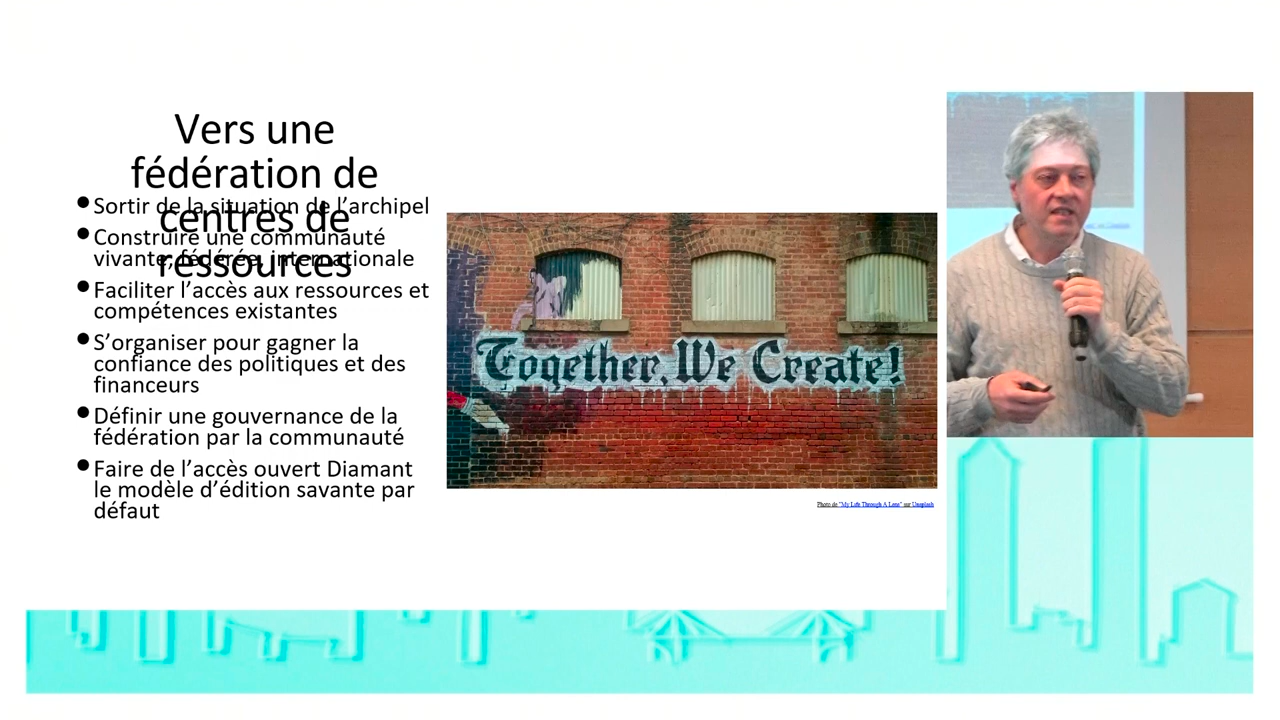 Vers une
fédération de
centres de
ressources
Sortir de la situation de l’archipel
Construire une communauté
vivante, fédérée, internationale
Faciliter l’accès aux ressources et
compétences existantes
S’organiser pour gagner la
confiance des politiques et des
financeurs
Définir une gouvernance de la
fédération par la communauté
Faire de l’accès ouvert Diamant
le modèle d’édition savante par
défaut
Together, We Create!
Photo de "My Life Through A Lens" sur Unsplash